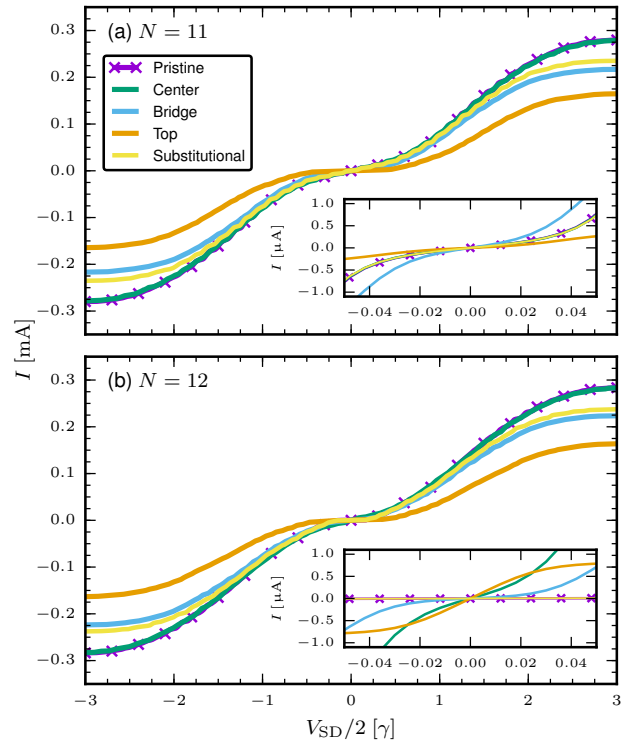 (a) N = 11
Pristine
Center
Bridge
Top
Substitutional
0.3
0.2
0.1
0.0
−0.1
−0.2
−0.3
I [µA]
1.0
0.5
0.0
−0.5
−1.0
−0.04 −0.02 0.00 0.02 0.04
I [mA]
(b) N = 12
0.3
0.2
0.1
0.0
−0.1
−0.2
−0.3
I [µA]
1.0
0.5
0.0
−0.5
−1.0
−0.04 −0.02 0.00 0.02 0.04
−3 −2 −1 0 1 2 3
V_SD/2 [γ]